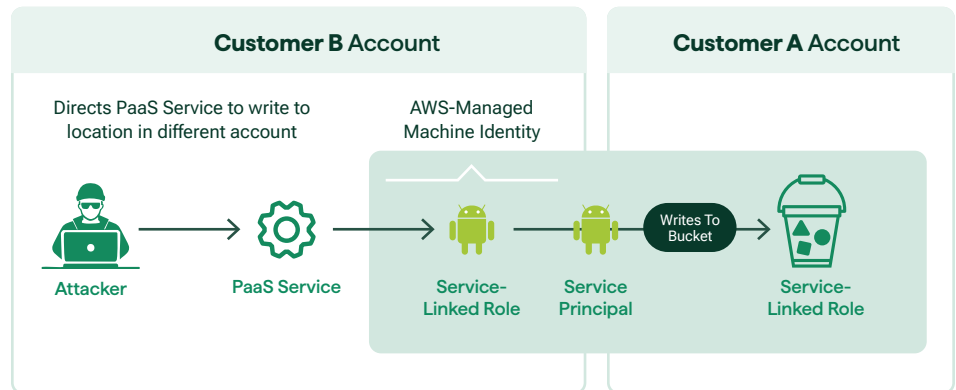 Customer B Account
Customer A Account
Directs PaaS Service to write to
location in different account
AWS-Managed
Machine Identity
Writes To
Bucket
Attacker
PaaS Service
Service-
Linked Role
Service
Principal
Service-
Linked Role